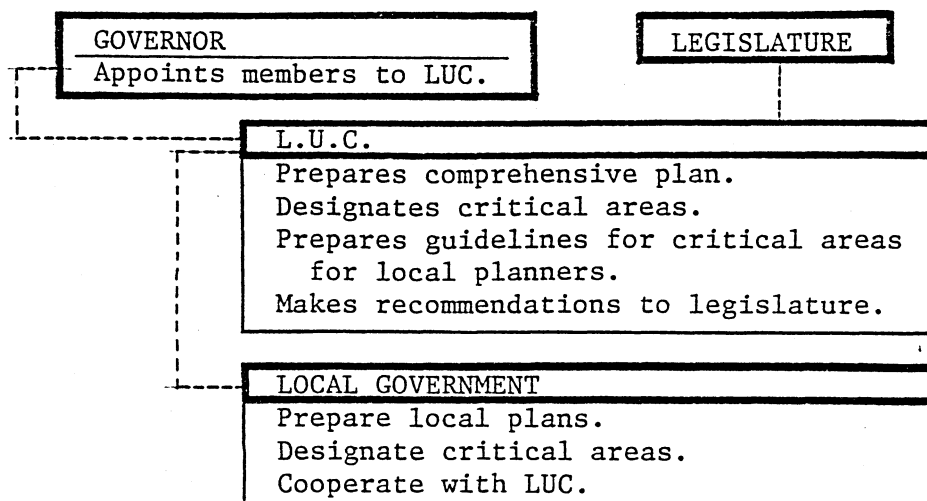 GOVERNOR
Appoints members to LUC.
LEGISLATURE
L.U.C.
Prepares comprehensive plan.
Designates critical areas.
Prepares guidelines for critical areas
for local planners.
Makes recommendations to legislature.
LOCAL GOVERNMENT
Prepare local plans.
Designate critical areas.
Cooperate with LUC.